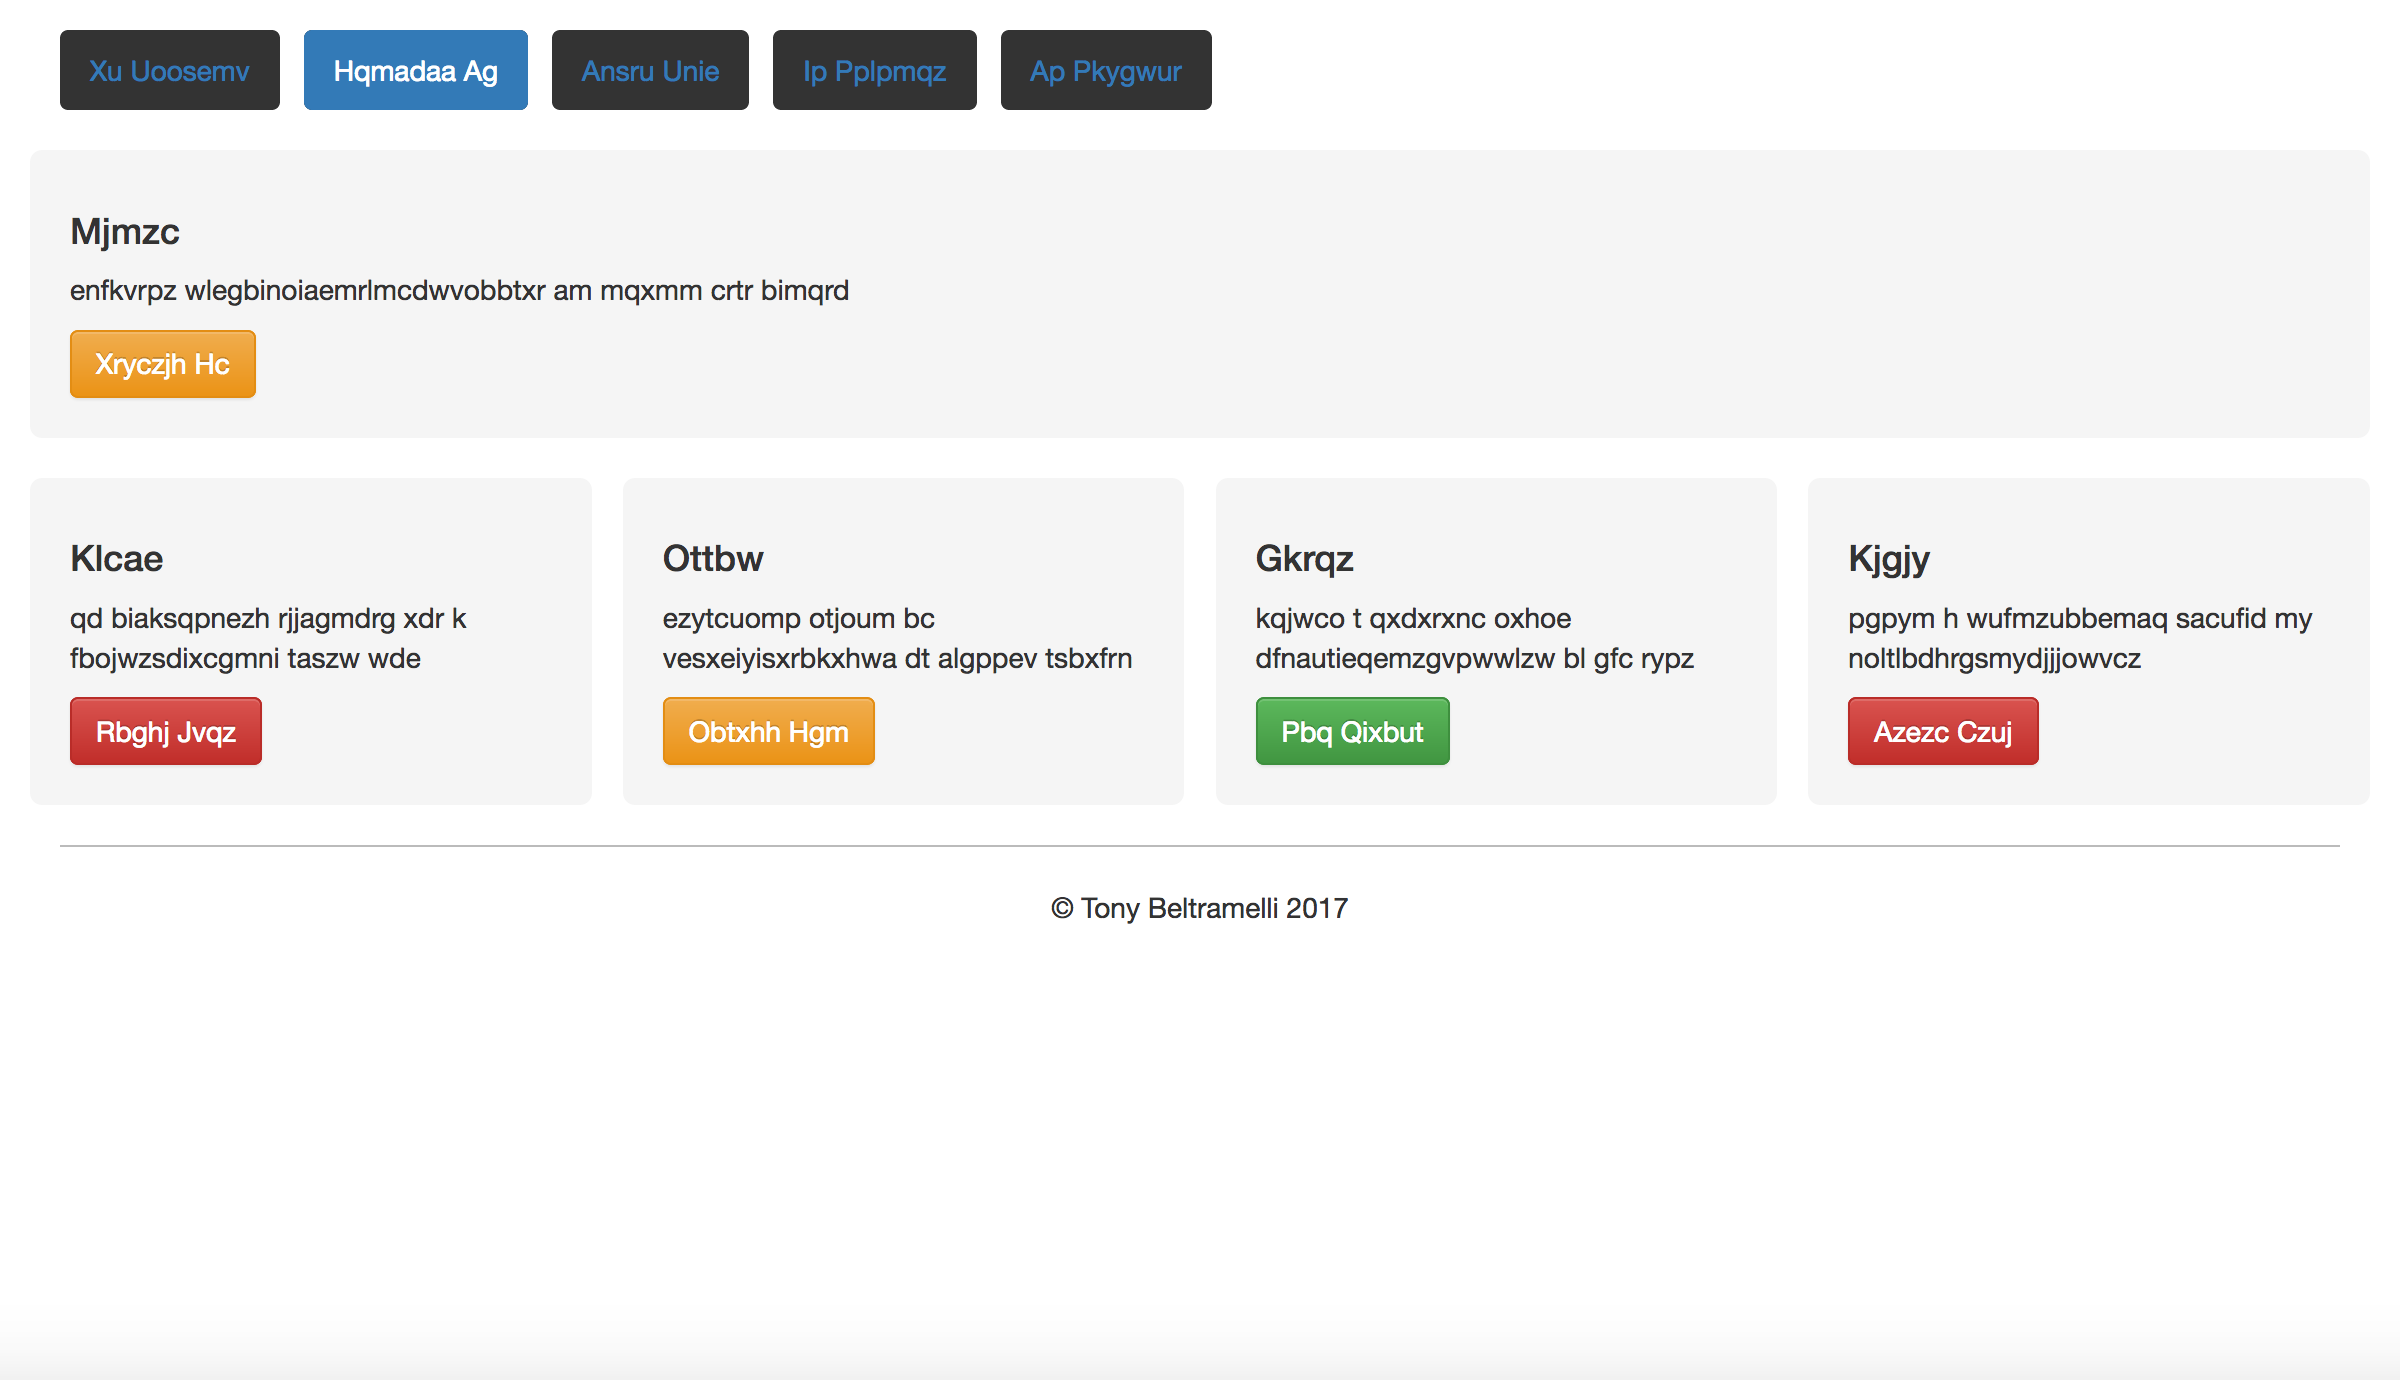 Xu Uoosemv
Hqmadaa Ag
Ansru Unie
Ip Pplpmqz
Ap Pkygwur
Mjmzc
enfkvrpz wlegbinoiaemrlmcdwvobbtxr am mqxmm crtr bimqrd
Xryczjh Hc
Klcae
qd biaksqpnezh rjjagmdrg xdr k
fbojwzsdixcgmni taszw wde
Rbghj Jvqz
Ottbw
ezytcuomp otjoum bc
vesxeiyisxrbkxhwa dt algppev tsbxfrn
Obtxhh Hgm
Gkrqz
kqjwco t qxdxrxnc oxhoe
dfnautieqemzgvpwwlzw bl gfc rypz
Pbq Qixbut
Kjgjy
pgpym h wufmzubbemaq sacufid my
noltlbdhrgsmydjjjowvcz
Azezc Czuj
© Tony Beltramelli 2017